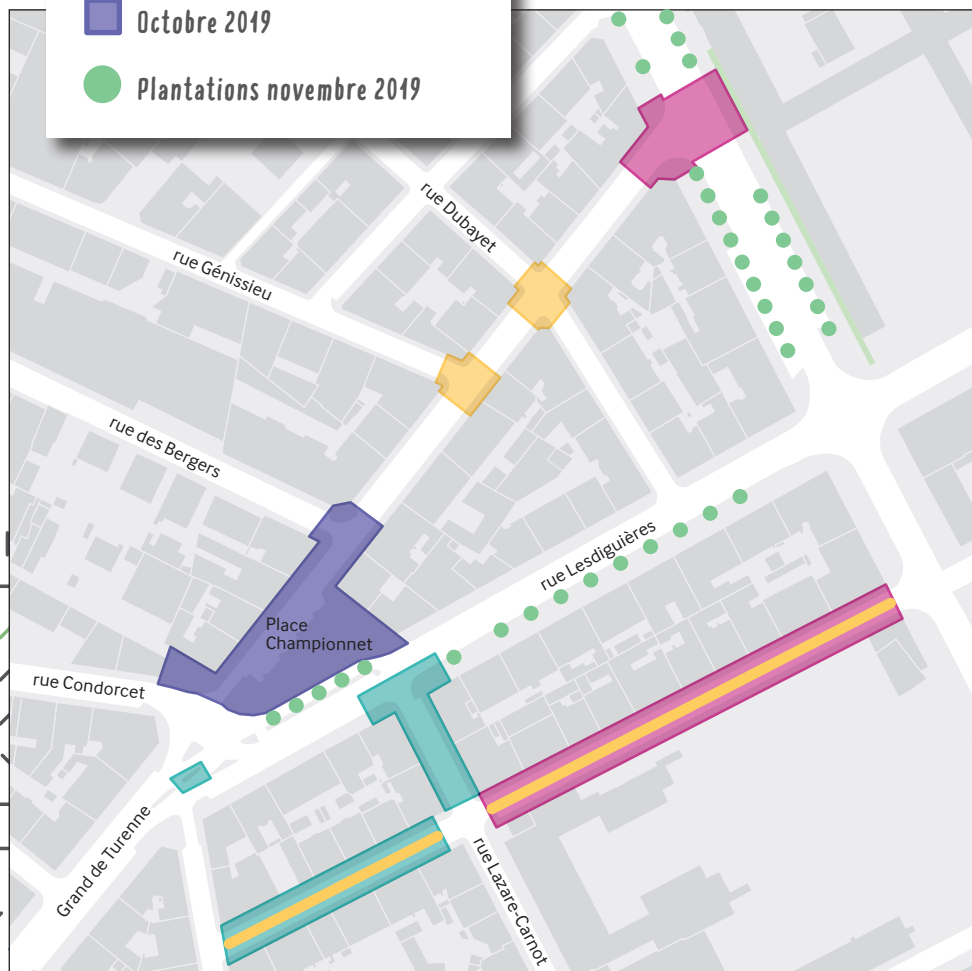 Octobre 2019
Plantations novembre 2019
rue Dubayet
rue Génissieu
rue des Bergers
rue Lesdiguières
Place
Championnet
rue Condorcet
Grand de Turenne
rue Lazare-Carnot